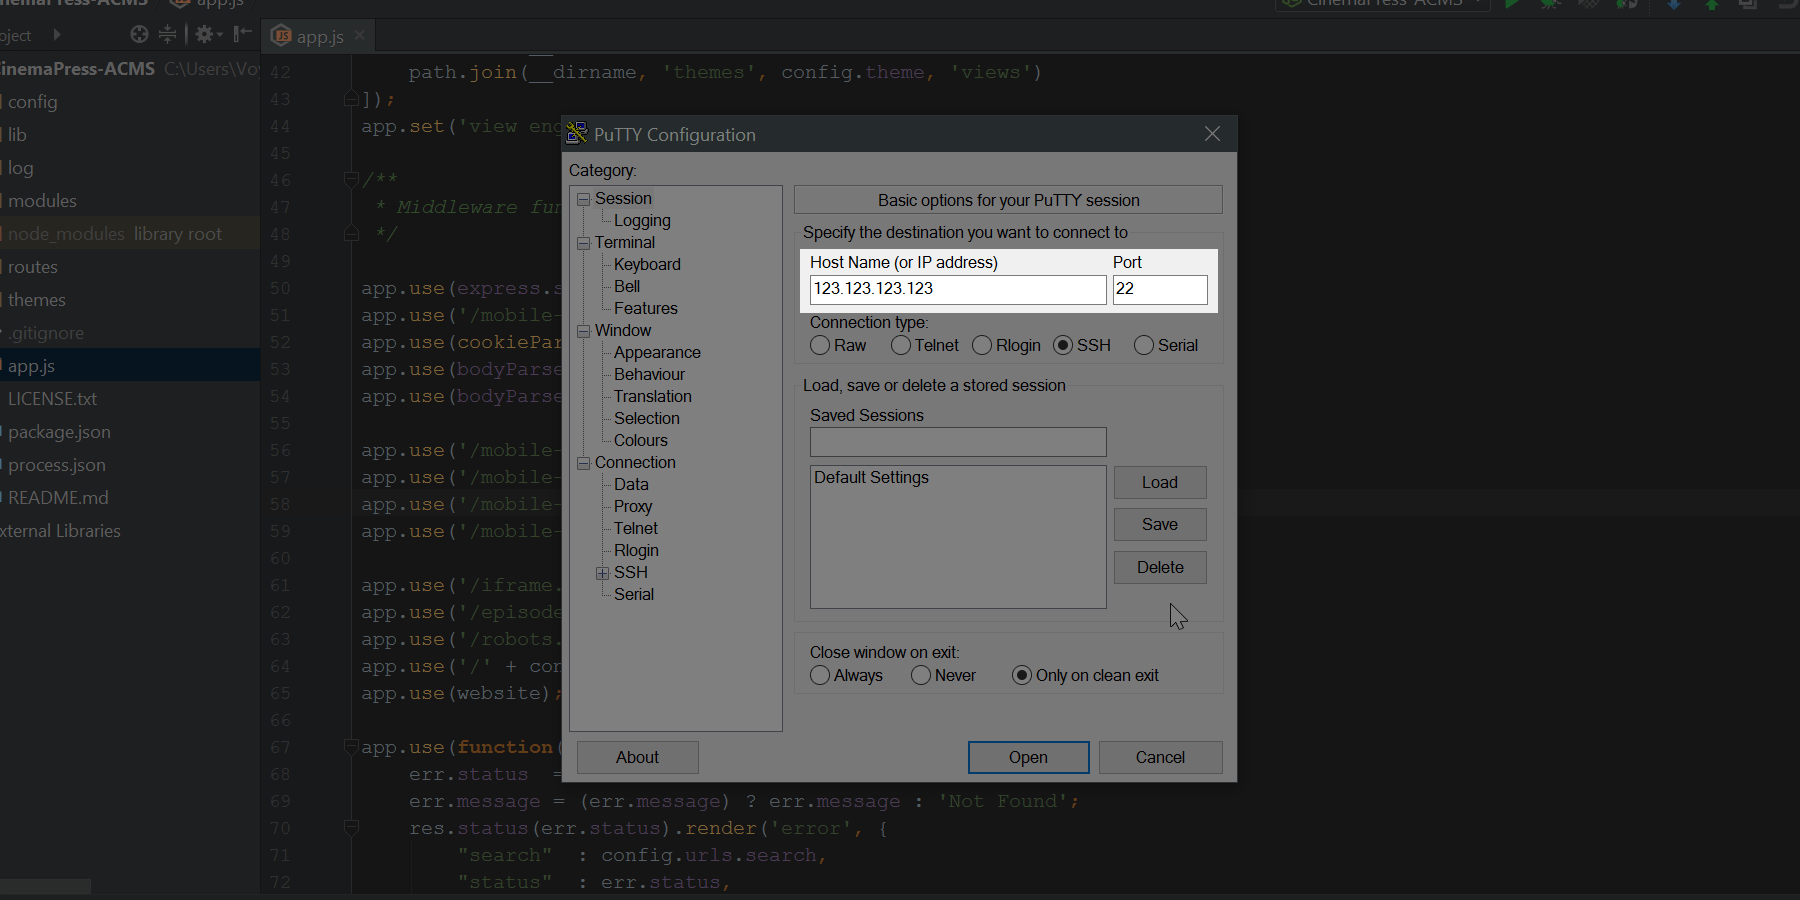 CinemaPress-ACMS app.js CinemaPress-ACMS
oject
app.js
inemaPress-ACMS C:\Users\Voy
config
lib
log
modules
node_modules library root
routes
themes
.gitignore
app.js
LICENSE.txt
package.json
process.json
README.md
xternal Libraries
42 path.join(__dirname, 'themes', config.theme, 'views')
43 ]);
44 app.set('view eng
45
46 /**
47 * Middleware fun
48 */
49
50 app.use(express.s
51 app.use('/mobile-
52 app.use(cookiePar
53 app.use(bodyParse
54 app.use(bodyParse
55
56 app.use('/mobile-
57 app.use('/mobile-
58 app.use('/mobile-
59 app.use('/mobile-
60
61 app.use('/iframe.
62 app.use('/episode
63 app.use('/robots.
64 app.use('/' + con
65 app.use(website);
66
67 app.use(function(
68 err.status =
69 err.message = (err.message) ? err.message : 'Not Found';
70 res.status(err.status).render('error', {
71 "search" : config.urls.search,
72 "status" : err.status,
PuTTY Configuration
Category:
Session
Logging
Terminal
Keyboard
Bell
Features
Window
Appearance
Behaviour
Translation
Selection
Colours
Connection
Data
Proxy
Telnet
Rlogin
SSH
Serial
Basic options for your PuTTY session
Specify the destination you want to connect to
Host Name (or IP address) Port
123.123.123.123 22
Connection type:
Raw Telnet Rlogin SSH Serial
Load, save or delete a stored session
Saved Sessions
Default Settings
Load
Save
Delete
Close window on exit:
Always Never Only on clean exit
About Open Cancel